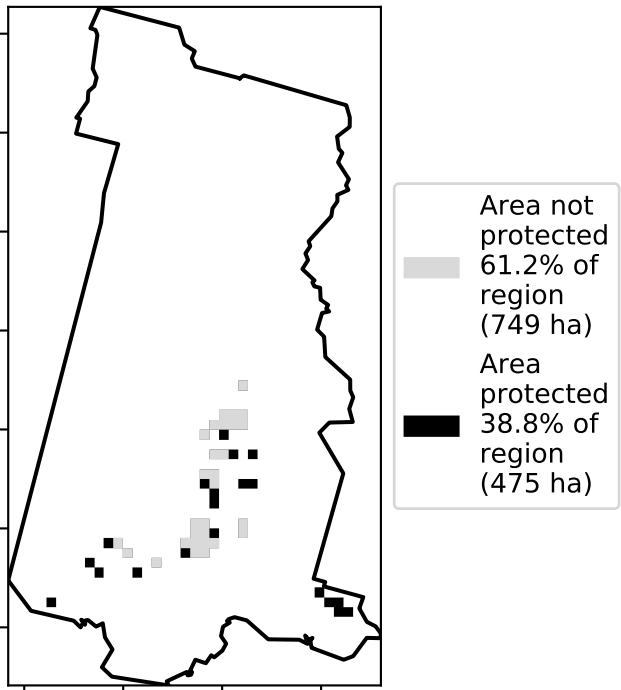 Area not
protected
61.2% of
region
(749 ha)
Area
protected
38.8% of
region
(475 ha)